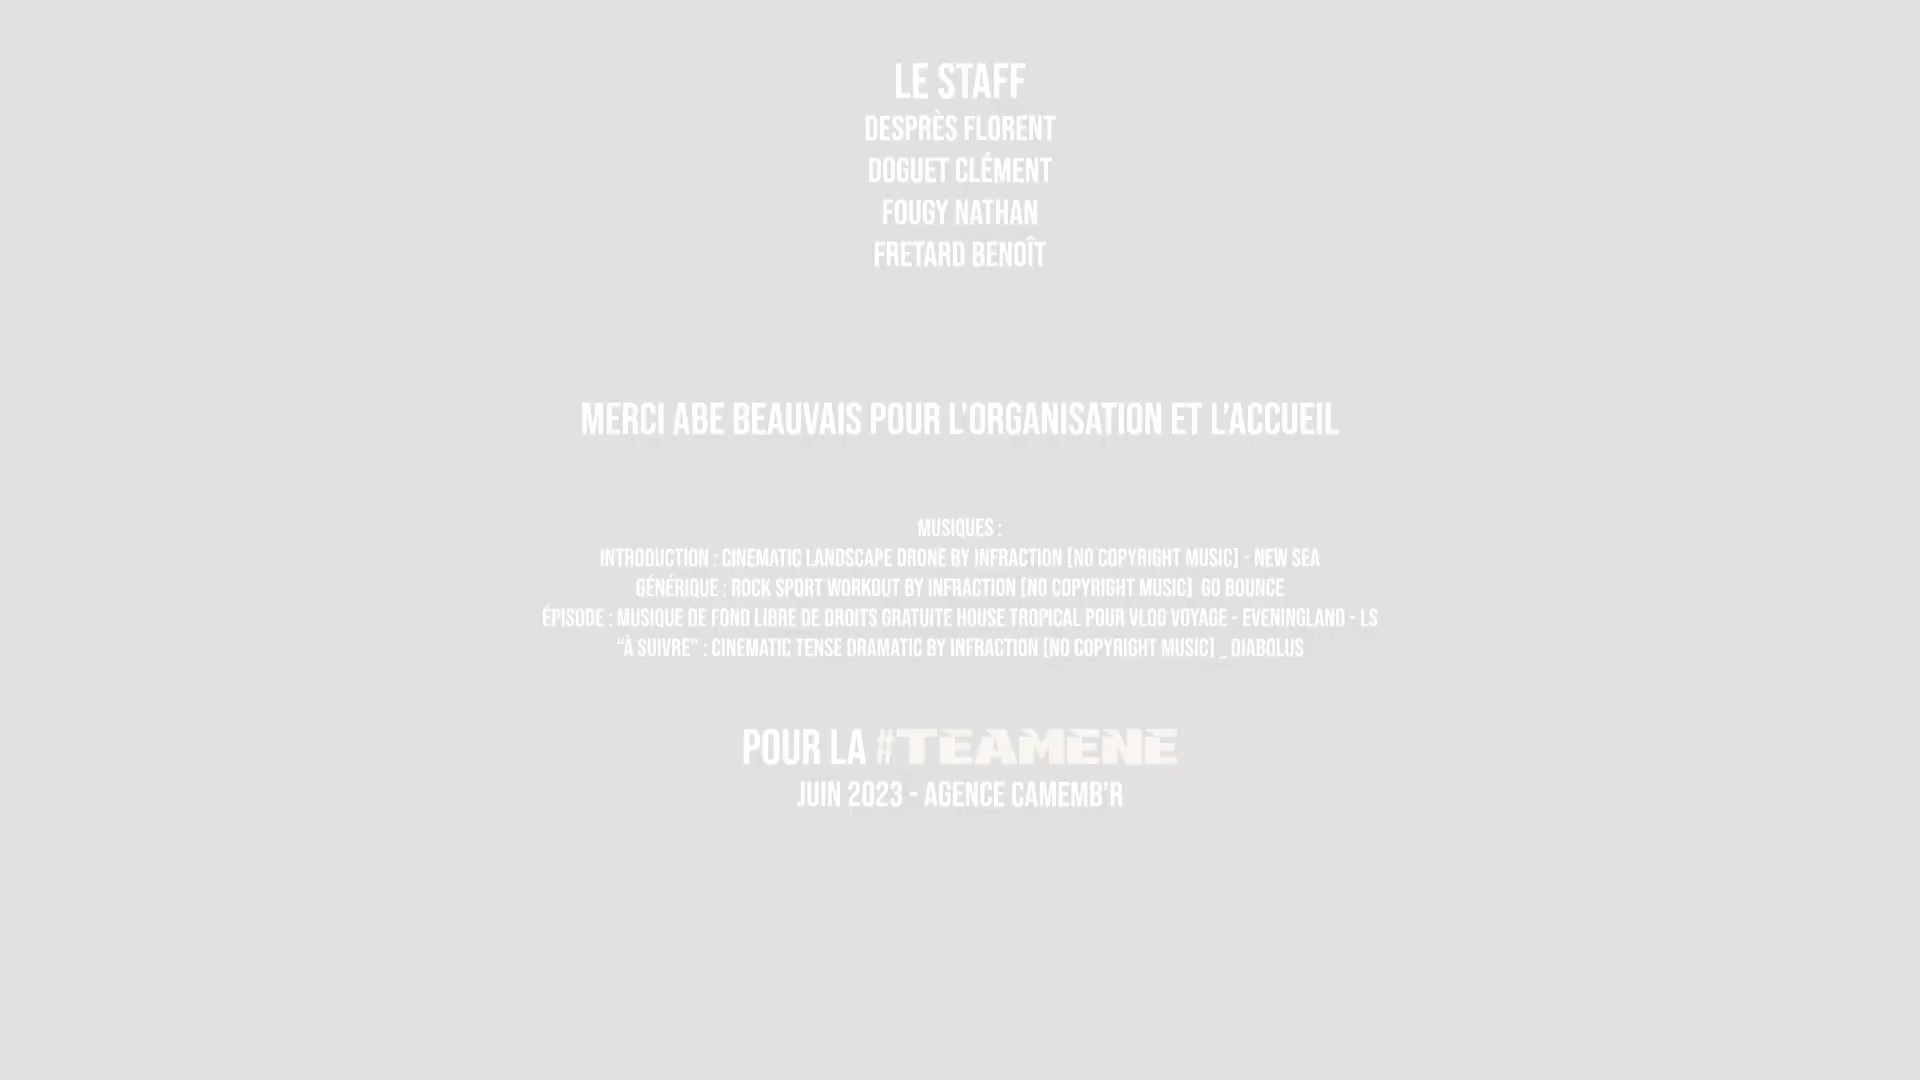 LE STAFF
DESPRÈS FLORENT
DOGUET CLÉMENT
FOUGY NATHAN
FRETARD BENOÎT
MERCI ABE BEAUVAIS POUR L’ORGANISATION ET L’ACCUEIL
MUSIQUES :
INTRODUCTION : CINEMATIC LANDSCAPE DRONE BY INFRACTION [NO COPYRIGHT MUSIC] - NEW SEA
GÉNÉRIQUE : ROCK SPORT WORKOUT BY INFRACTION [NO COPYRIGHT MUSIC] GO BOUNCE
ÉPISODE : MUSIQUE DE FOND LIBRE DE DROITS GRATUITE HOUSE TROPICAL POUR VLOG VOYAGE - EVENINGLAND - LS
“À SUIVRE” : CINEMATIC TENSE DRAMATIC BY INFRACTION [NO COPYRIGHT MUSIC] _ DIABOLUS
POUR LA #TEAMENE
JUIN 2023 - AGENCE CAMEMB’R